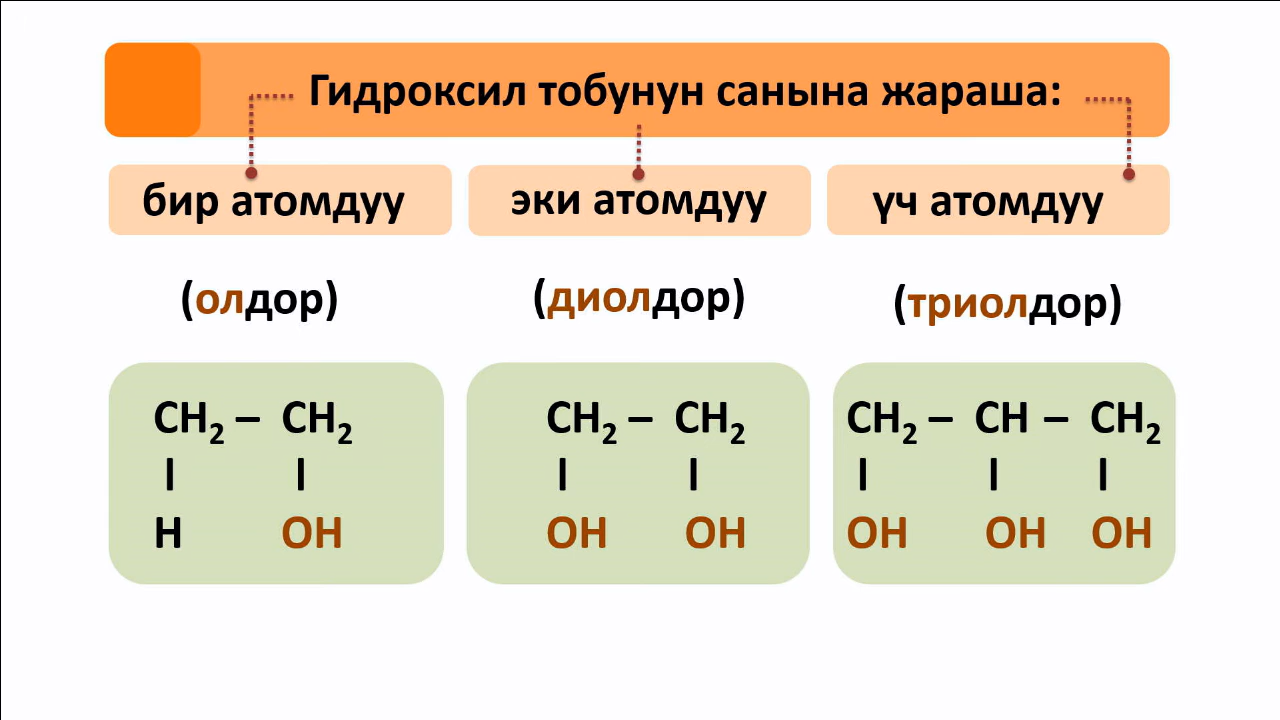 Гидроксил тобунун санына жараша:
бир атомдуу
эки атомдуу
үч атомдуу
(олдор)
(диолдор)
(триолдор)
CH₂ – CH₂
I I
H OH
CH₂ – CH₂
I I
OH OH
CH₂ – CH – CH₂
I I I
OH OH OH